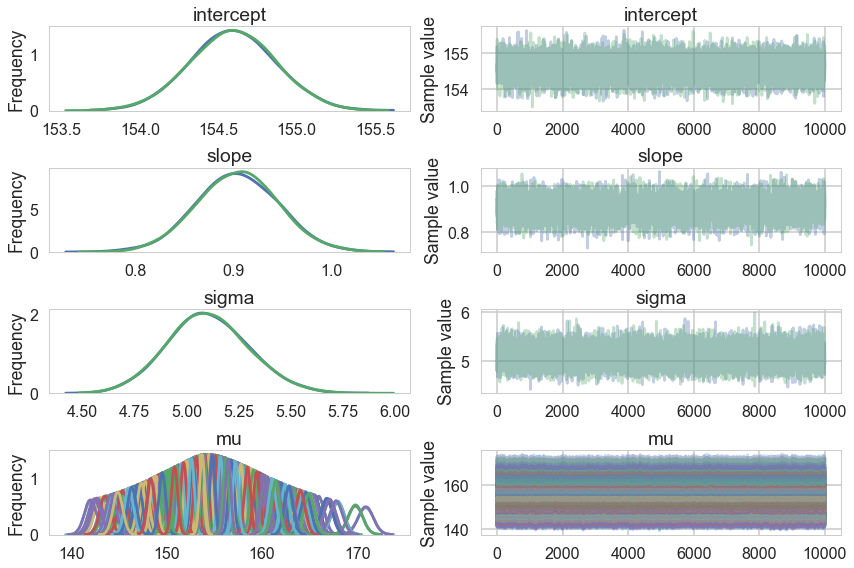 intercept
Frequency
1
0
153.5 154.0 154.5 155.0 155.5
intercept
Sample value
155
154
0 2000 4000 6000 8000 10000
slope
Frequency
5
0
0.8 0.9 1.0
slope
Sample value
1.0
0.8
0 2000 4000 6000 8000 10000
sigma
Frequency
2
0
4.50 4.75 5.00 5.25 5.50 5.75 6.00
sigma
Sample value
6
5
0 2000 4000 6000 8000 10000
mu
Frequency
1
0
140 150 160 170
mu
Sample value
160
140
0 2000 4000 6000 8000 10000